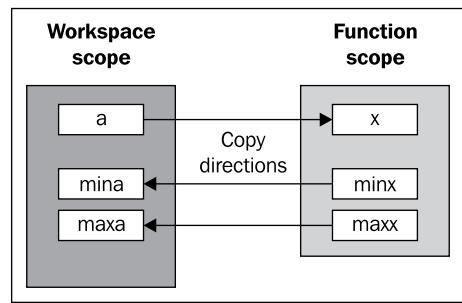 Workspace
scope
Function
scope
a
x
Copy
directions
mina
minx
maxa
maxx